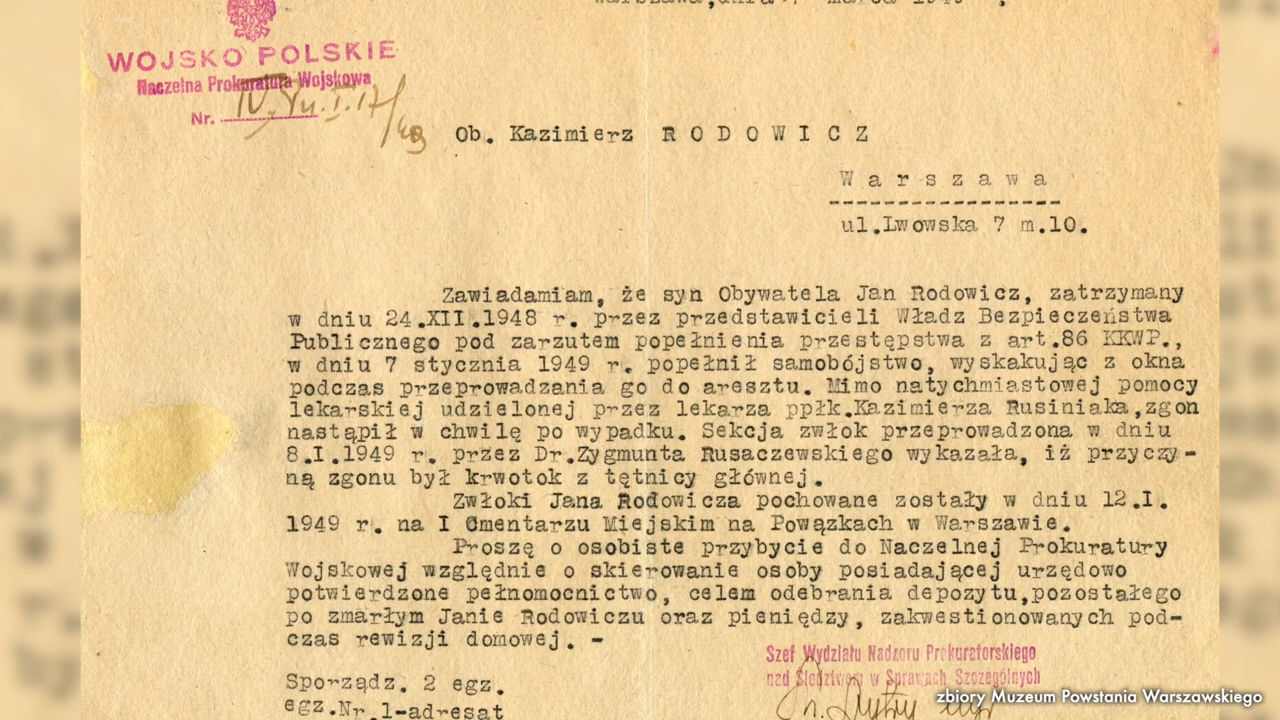 Warszawa,dnia marca 1949 .
WOJSKO POLSKIE
Naczelna Prokuratura Wojskowa
Nr.
Ob. Kazimierz R O D O W I C Z
W a r s z a w a
ul.Lwowska 7 m.10.
Zawiadamiam, że syn Obywatela Jan Rodowicz, zatrzymany
w dniu 24.XII.1948 r. przez przedstawicieli Władz Bezpieczeństwa
Publicznego pod zarzutem popełnienia przestępstwa z art.86 KKWP.,
w dniu 7 stycznia 1949 r. popełnił samobójstwo, wyskakując z okna
podczas przeprowadzania go do aresztu. Mimo natychmiastowej pomocy
lekarskiej udzielonej przez lekarza ppłk.Kazimierza Rusiniaka,zgon
nastąpił w chwilę po wypadku. Sekcja zwłok przeprowadzona w dniu
8.I.1949 r. przez Dr.Zygmunta Rusaczewskiego wykazała, iż przyczy-
ną zgonu był krwotok z tętnicy głównej.
Zwłoki Jana Rodowicza pochowane zostały w dniu 12.I.
1949 r. na I Cmentarzu Miejskim na Powązkach w Warszawie.
Proszę o osobiste przybycie do Naczelnej Prokuratury
Wojskowej względnie o skierowanie osoby posiadającej urzędowo
potwierdzone pełnomocnictwo, celem odebrania depozytu,pozostałego
po zmarłym Janie Rodowiczu oraz pieniędzy, zakwestionowanych pod-
czas rewizji domowej. -
Szef Wydziału Nadzoru Prokuratorskiego
nad Śledztwem w Sprawach Szczególnych
Sporządz. 2 egz.
egz.Nr 1-adresat
zbiory Muzeum Powstania Warszawskiego